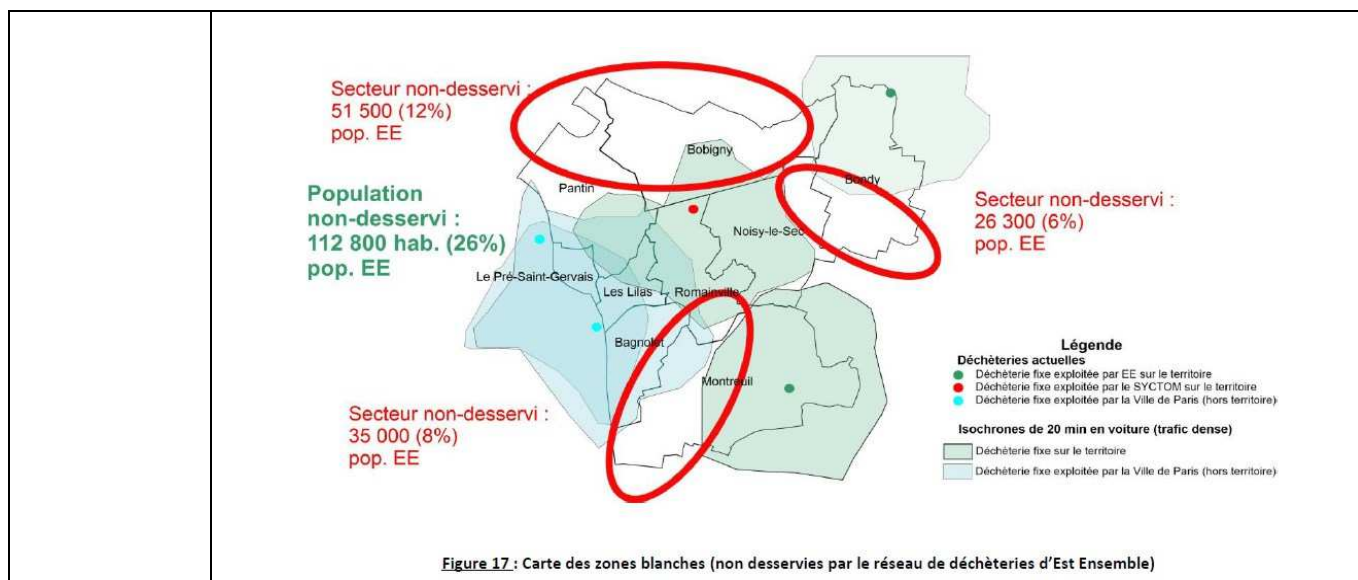 Secteur non-desservi :
51 500 (12%)
pop. EE
Population
non-desservi :
112 800 hab. (26%)
pop. EE
Secteur non-desservi :
35 000 (8%)
pop. EE
Bobigny
Pantin
Bondy
Noisy-le-Sec
Le Pré-Saint-Gervais
Les Lilas
Romainville
Bagnolet
Montreuil
Secteur non-desservi :
26 300 (6%)
pop. EE
Légende
Déchèteries actuelles
Déchèterie fixe exploitée par EE sur le territoire
Déchèterie fixe exploitée par le SYCTOM sur le territoire
Déchèterie fixe exploitée par la Ville de Paris (hors territoire)
Isochrones de 20 min en voiture (trafic dense)
Déchèterie fixe sur le territoire
Déchèterie fixe exploitée par la Ville de Paris (hors territoire)
Figure 17 : Carte des zones blanches (non desservies par le réseau de déchèteries d'Est Ensemble)